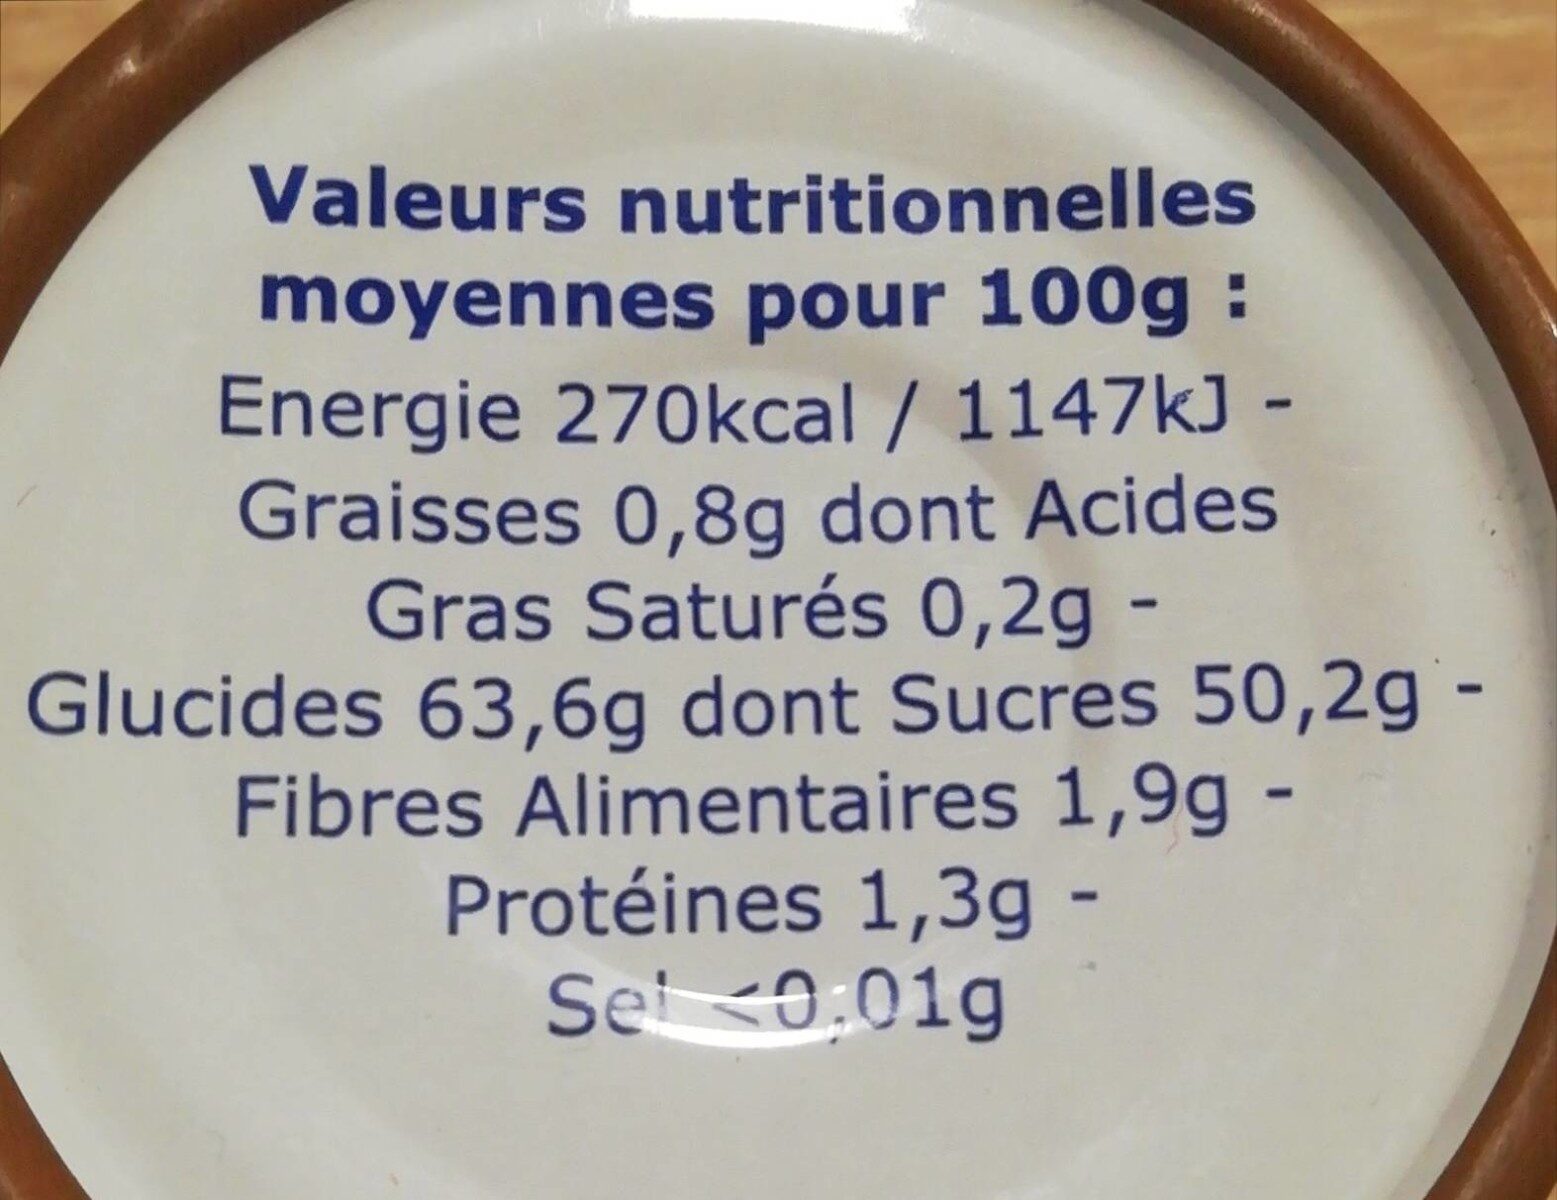 Valeurs nutritionnelles
moyennes pour 100g :
Energie 270kcal / 1147kJ -
Graisses 0,8g dont Acides
Gras Saturés 0,2g -
Glucides 63,6g dont Sucres 50,2g -
Fibres Alimentaires 1,9g -
Protéines 1,3g -
Sel <0,01g